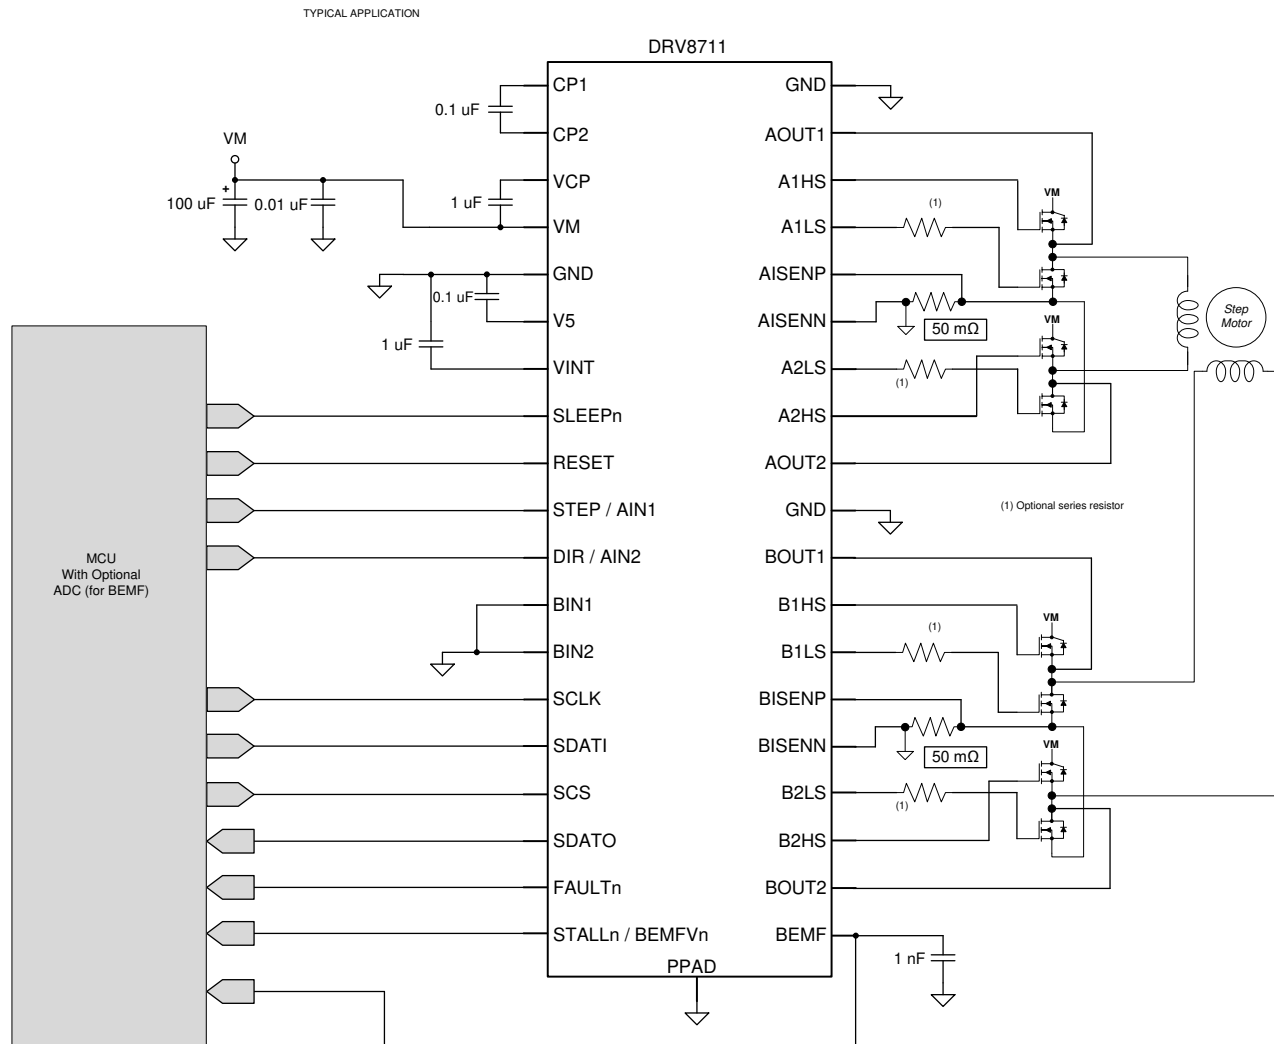 TYPICAL APPLICATION
DRV8711
CP1
GND
0.1 uF
CP2
AOUT1
VM
VCP
A1HS
100 uF
+
0.01 uF
1 uF
VM
A1LS
(1)
VM
GND
AISENP
0.1 uF
V5
AISENN
50 mΩ
VM
Step
Motor
1 uF
VINT
A2LS
(1)
SLEEPn
A2HS
RESET
AOUT2
STEP / AIN1
GND
(1) Optional series resistor
MCU
With Optional
ADC (for BEMF)
DIR / AIN2
BOUT1
BIN1
B1HS
VM
BIN2
B1LS
(1)
SCLK
BISENP
SDATI
BISENN
50 mΩ
VM
SCS
B2LS
(1)
SDATO
B2HS
FAULTn
BOUT2
STALLn / BEMFVn
BEMF
1 nF
PPAD